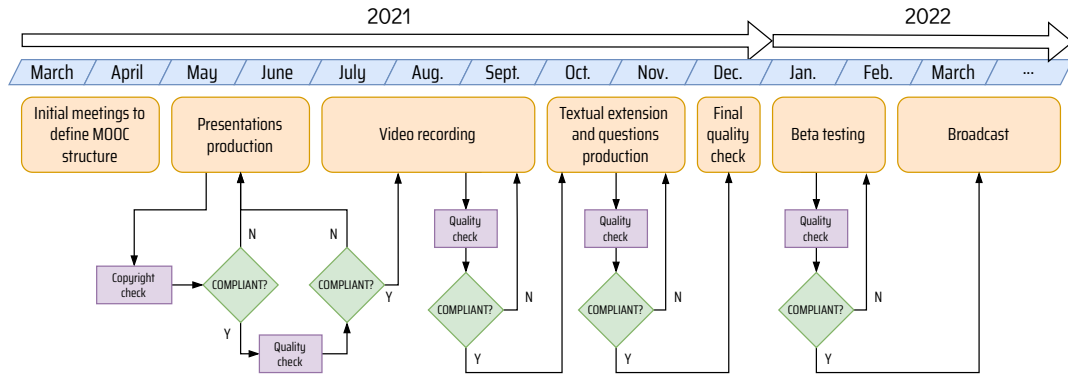 2021
2022
March
April
May
June
July
Aug.
Sept.
Oct.
Nov.
Dec.
Jan.
Feb.
March
...
Initial meetings to
define MOOC
structure
Presentations
production
Video recording
Textual extension
and questions
production
Final
quality
check
Beta testing
Broadcast
Copyright
check
COMPLIANT?
N
Y
Quality
check
COMPLIANT?
N
Y
Quality
check
COMPLIANT?
N
Y
Quality
check
COMPLIANT?
N
Y
Quality
check
COMPLIANT?
N
Y